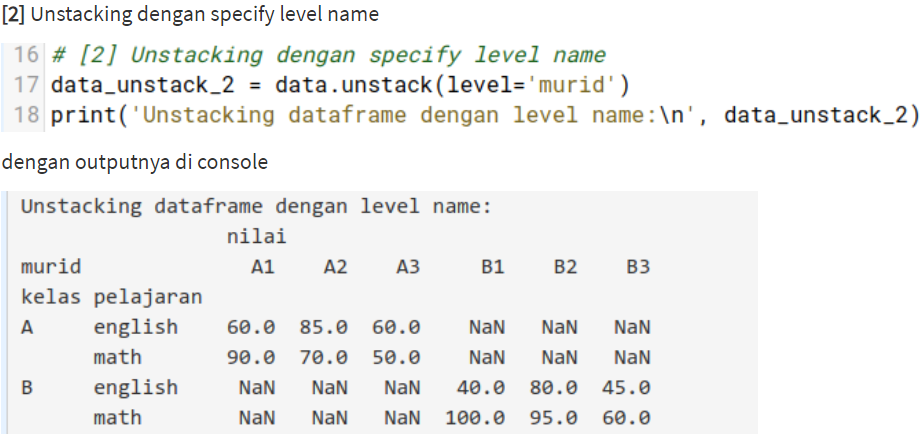 [2] Unstacking dengan specify level name
16 # [2] Unstacking dengan specify level name
17 data_unstack_2 = data.unstack(level='murid')
18 print('Unstacking dataframe dengan level name:\n', data_unstack_2)
dengan outputnya di console
Unstacking dataframe dengan level name:
nilai
murid A1 A2 A3 B1 B2 B3
kelas pelajaran
A english 60.0 85.0 60.0 NaN NaN NaN
math 90.0 70.0 50.0 NaN NaN NaN
B english NaN NaN NaN 40.0 80.0 45.0
math NaN NaN NaN 100.0 95.0 60.0